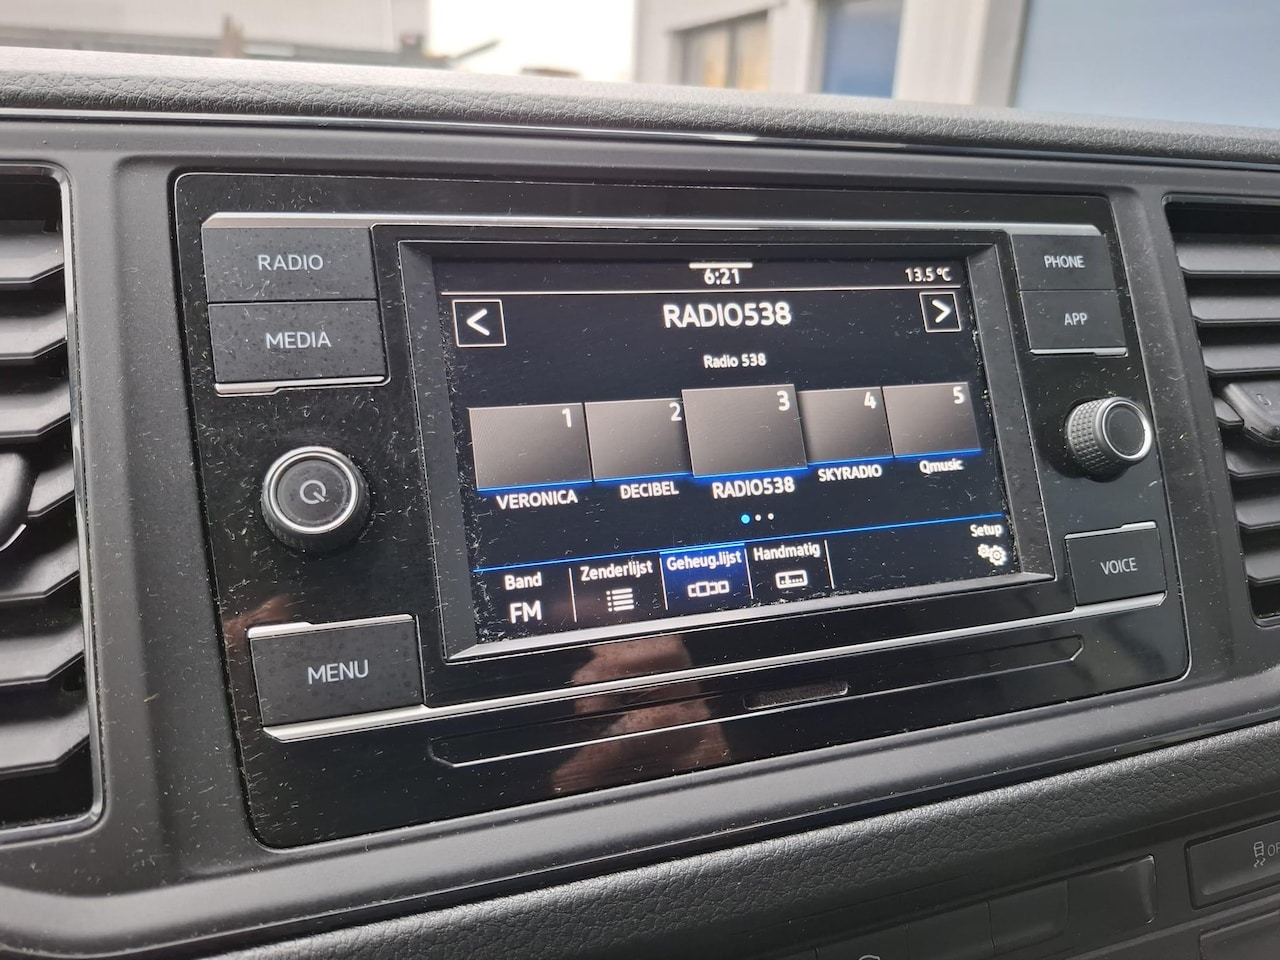 RADIO
MEDIA
MENU
6:21
13.5 °C
<
RADIO538
>
Radio 538
1
2
3
4
5
VERONICA
DECIBEL
RADIO538
SKYRADIO
Qmusic
Band
FM
Zenderlijst
Geheug.lijst
Handmatig
Setup
PHONE
APP
VOICE